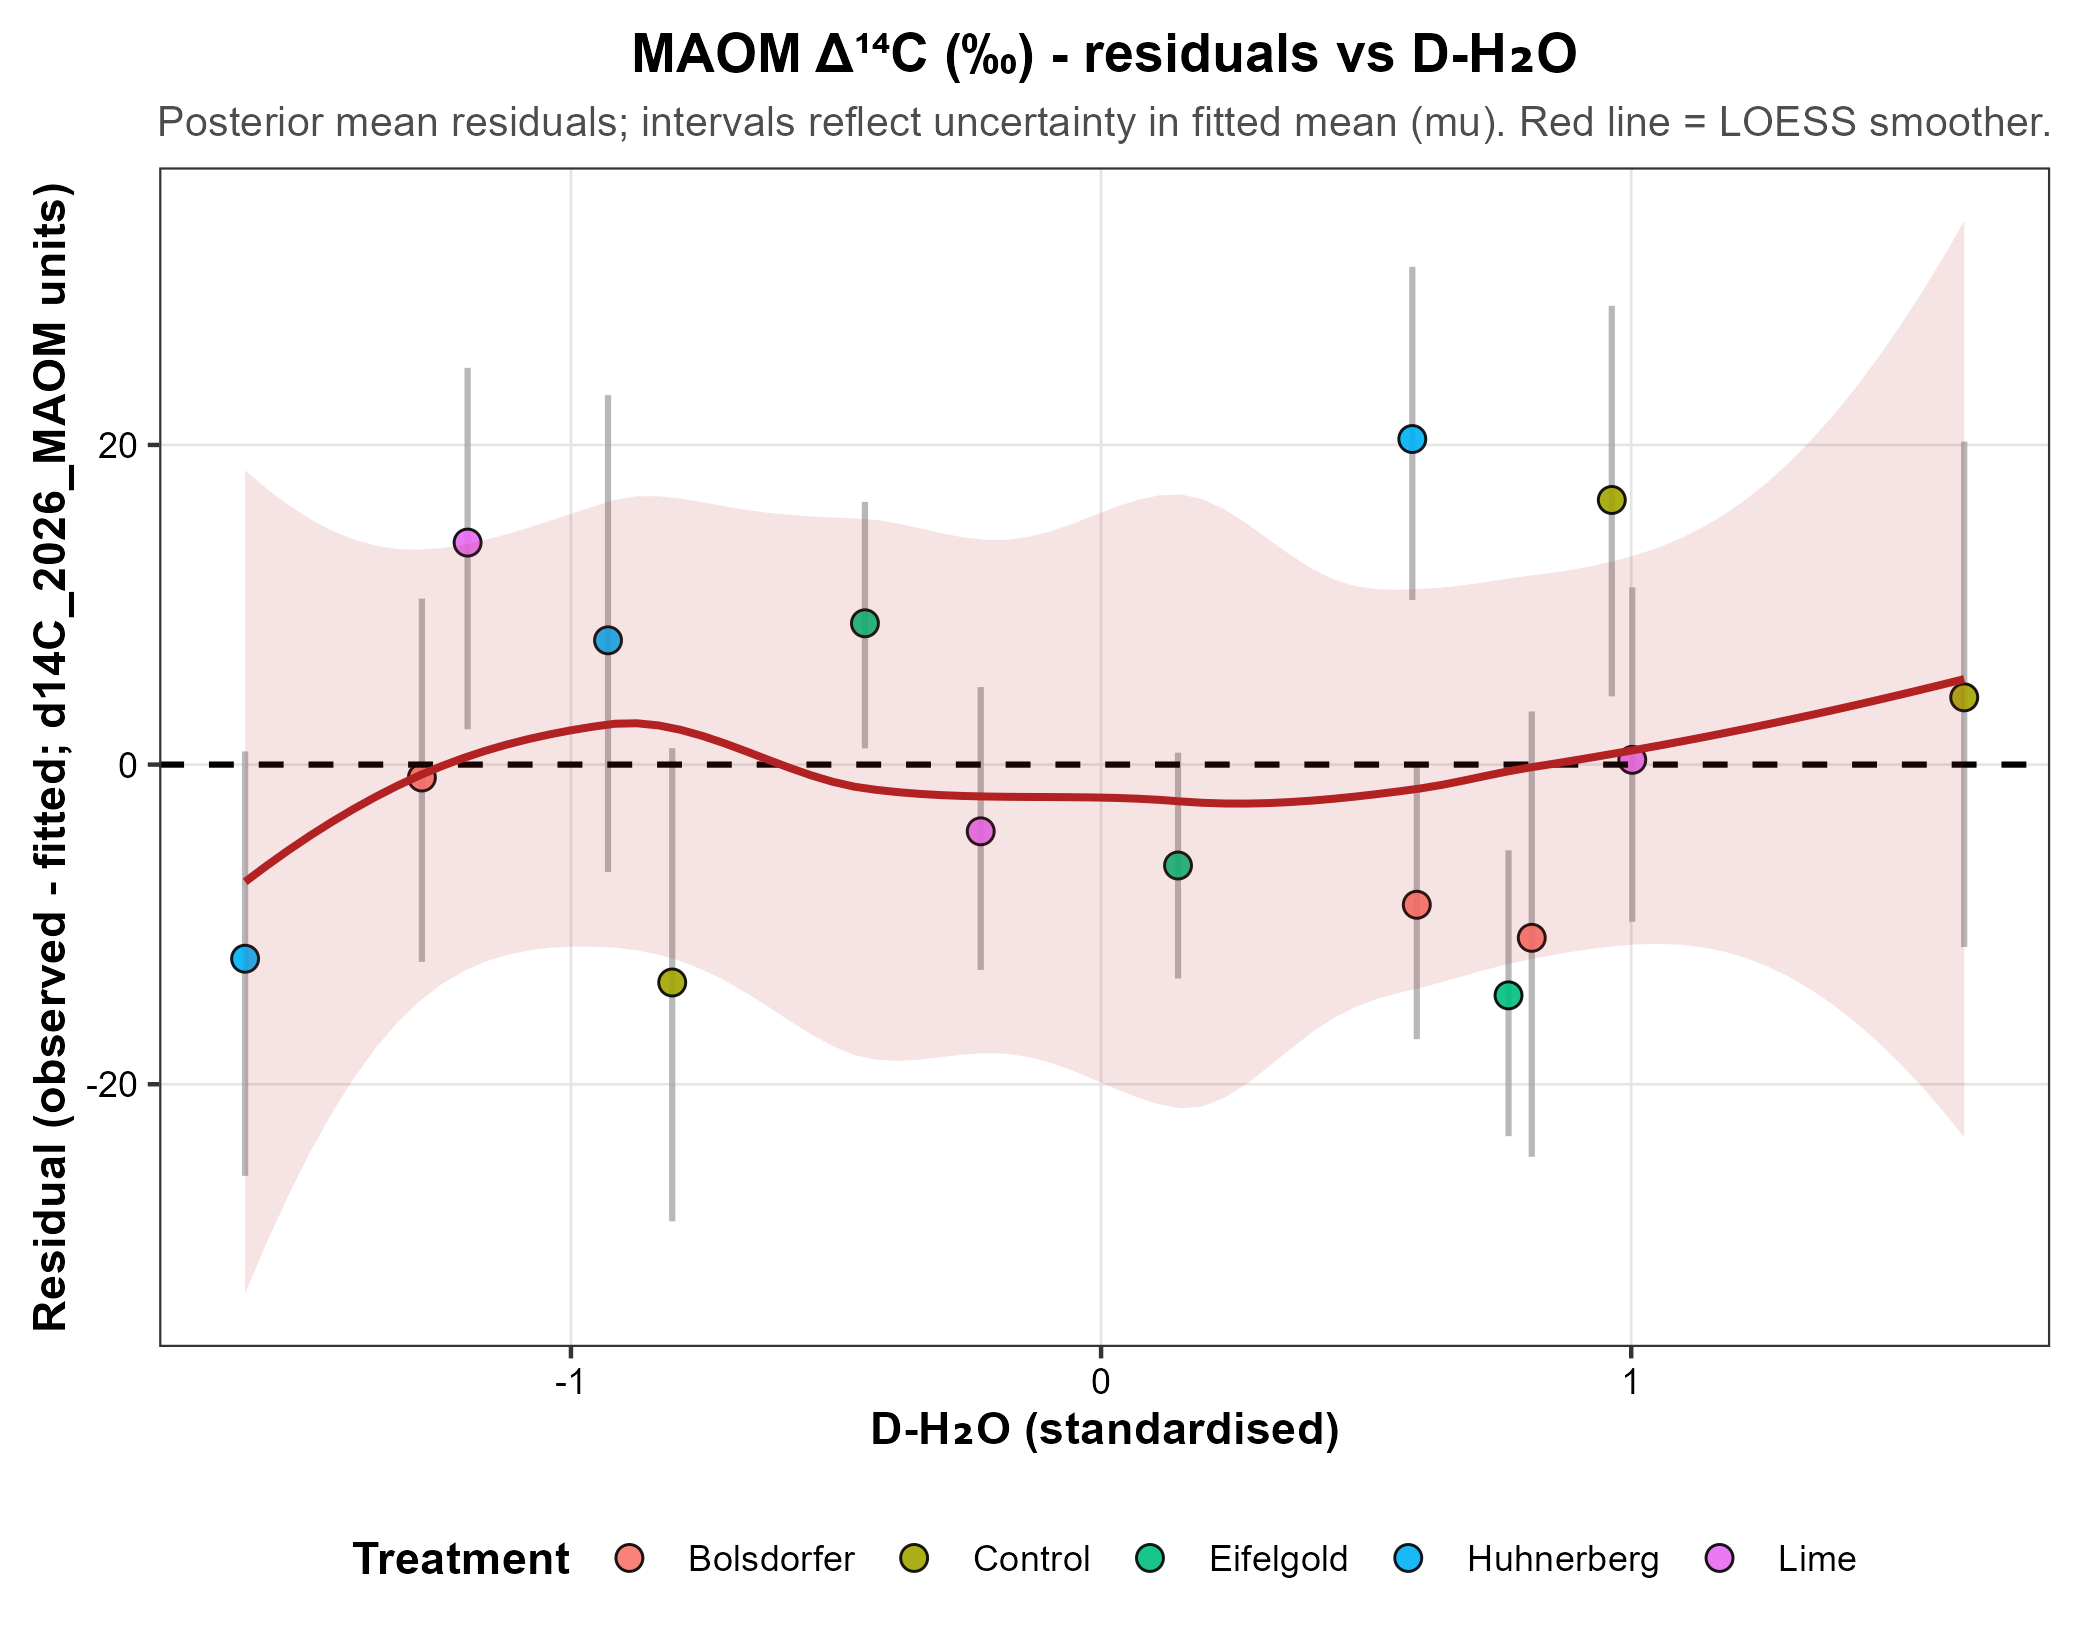 MAOM Δ¹⁴C (‰) - residuals vs D-H₂O
Posterior mean residuals; intervals reflect uncertainty in fitted mean (mu). Red line = LOESS smoother.
Residual (observed - fitted; d14C_2026_MAOM units)
20
0
-20
-1 0 1
D-H₂O (standardised)
Treatment Bolsdorfer Control Eifelgold Huhnerberg Lime